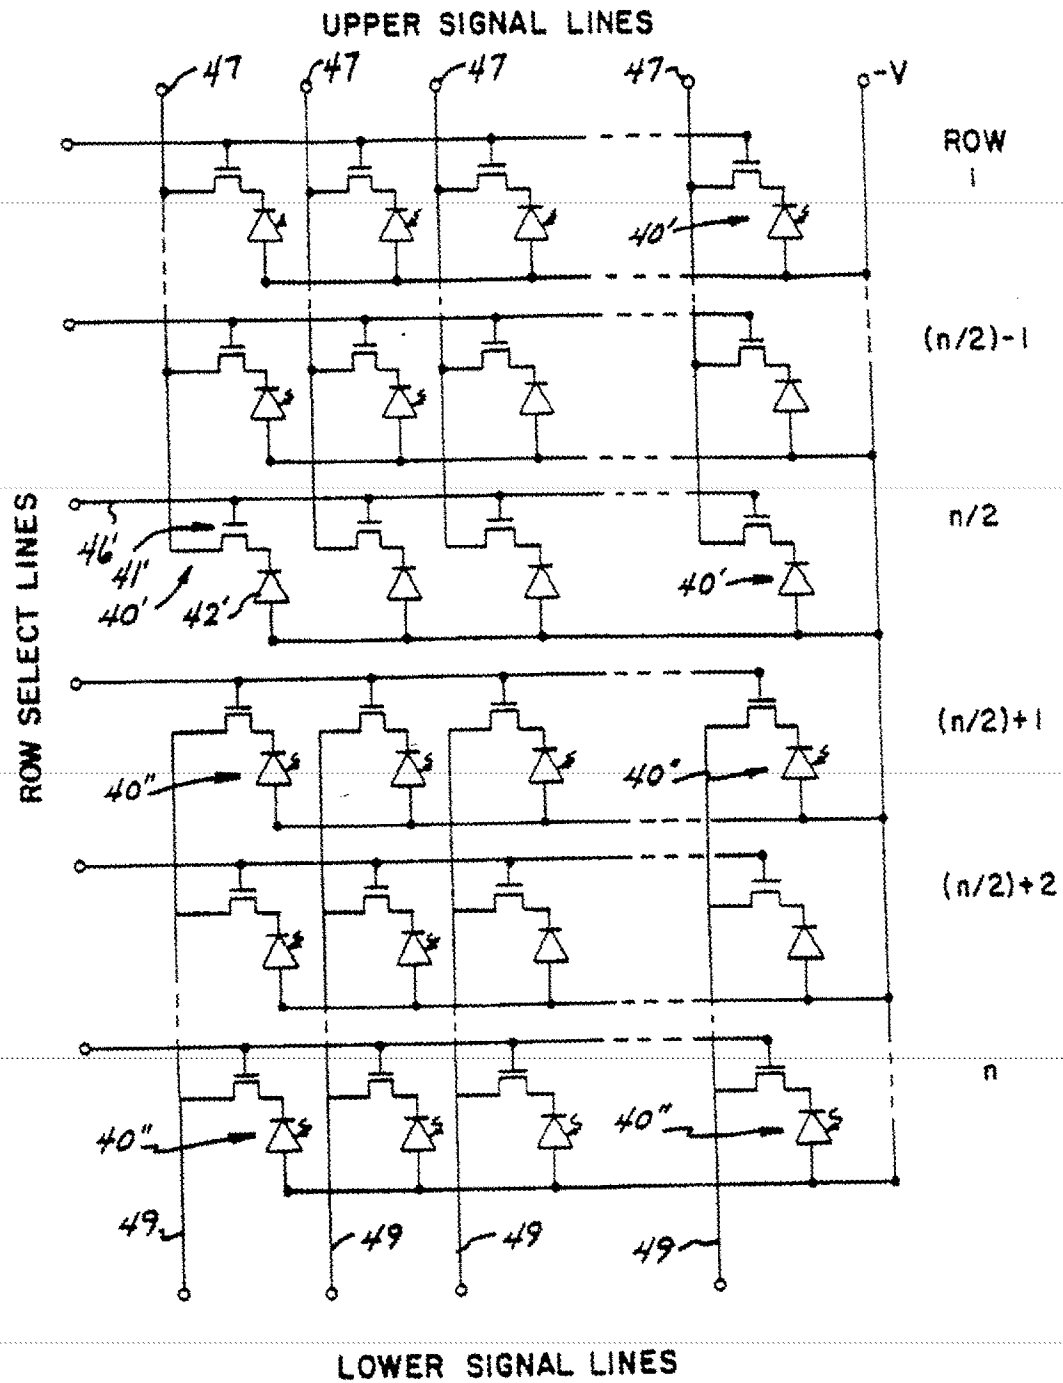 UPPER SIGNAL LINES
47 47 47 47 -V
ROW
1
40'
(n/2)-1
n/2
46'
41'
40' 42' 40'
ROW SELECT LINES
(n/2)+1
40" 40"
(n/2)+2
n
40" 40"
49 49 49 49
LOWER SIGNAL LINES